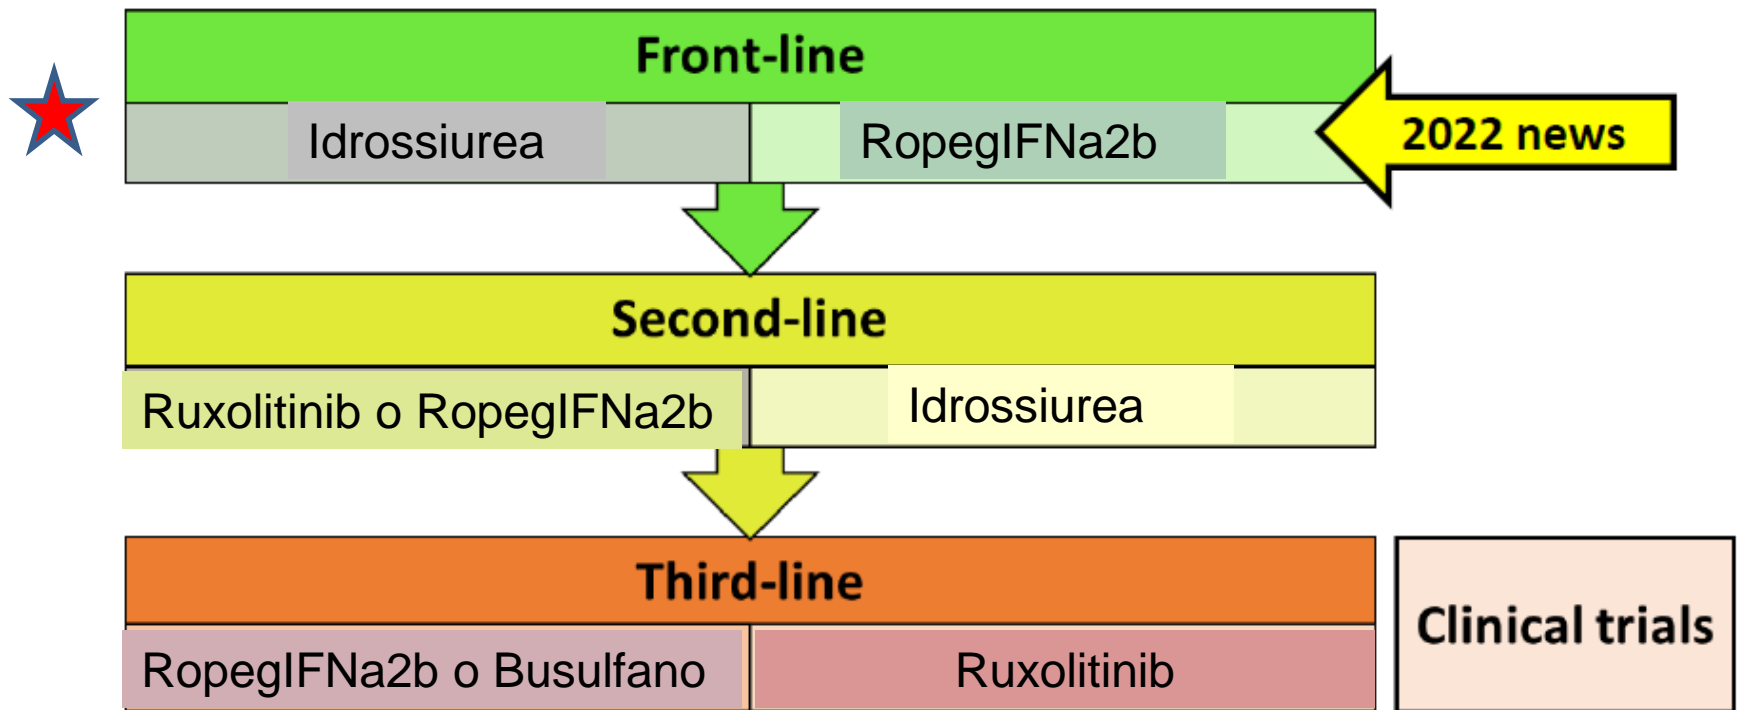 Front-line
Idrossiurea
RopegIFNa2b
2022 news
Second-line
Ruxolitinib o RopegIFNa2b
Idrossiurea
Third-line
RopegIFNa2b o Busulfano
Ruxolitinib
Clinical trials